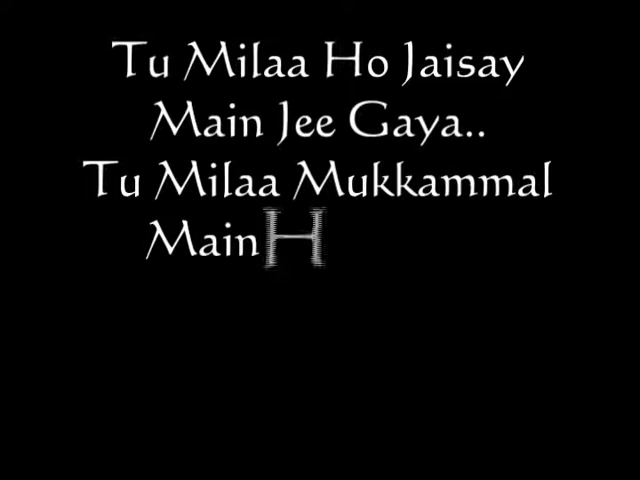 Tu Milaa Ho Jaisay
Main Jee Gaya..
Tu Milaa Mukkammal
Main H